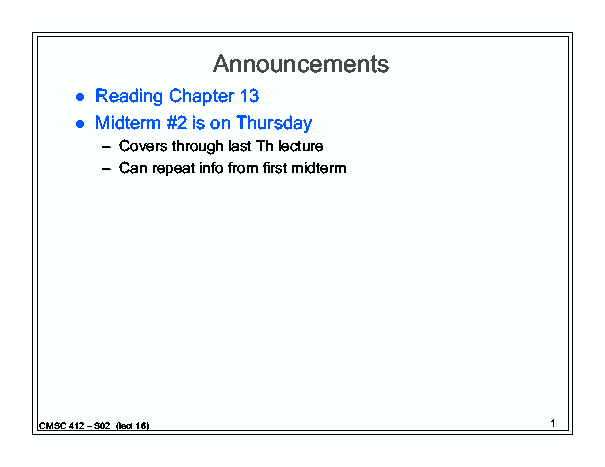 Announcements
● Reading Chapter 13
● Midterm #2 is on Thursday
– Covers through last Th lecture
– Can repeat info from first midterm
CMSC 412 – S02 (lect 16)
1